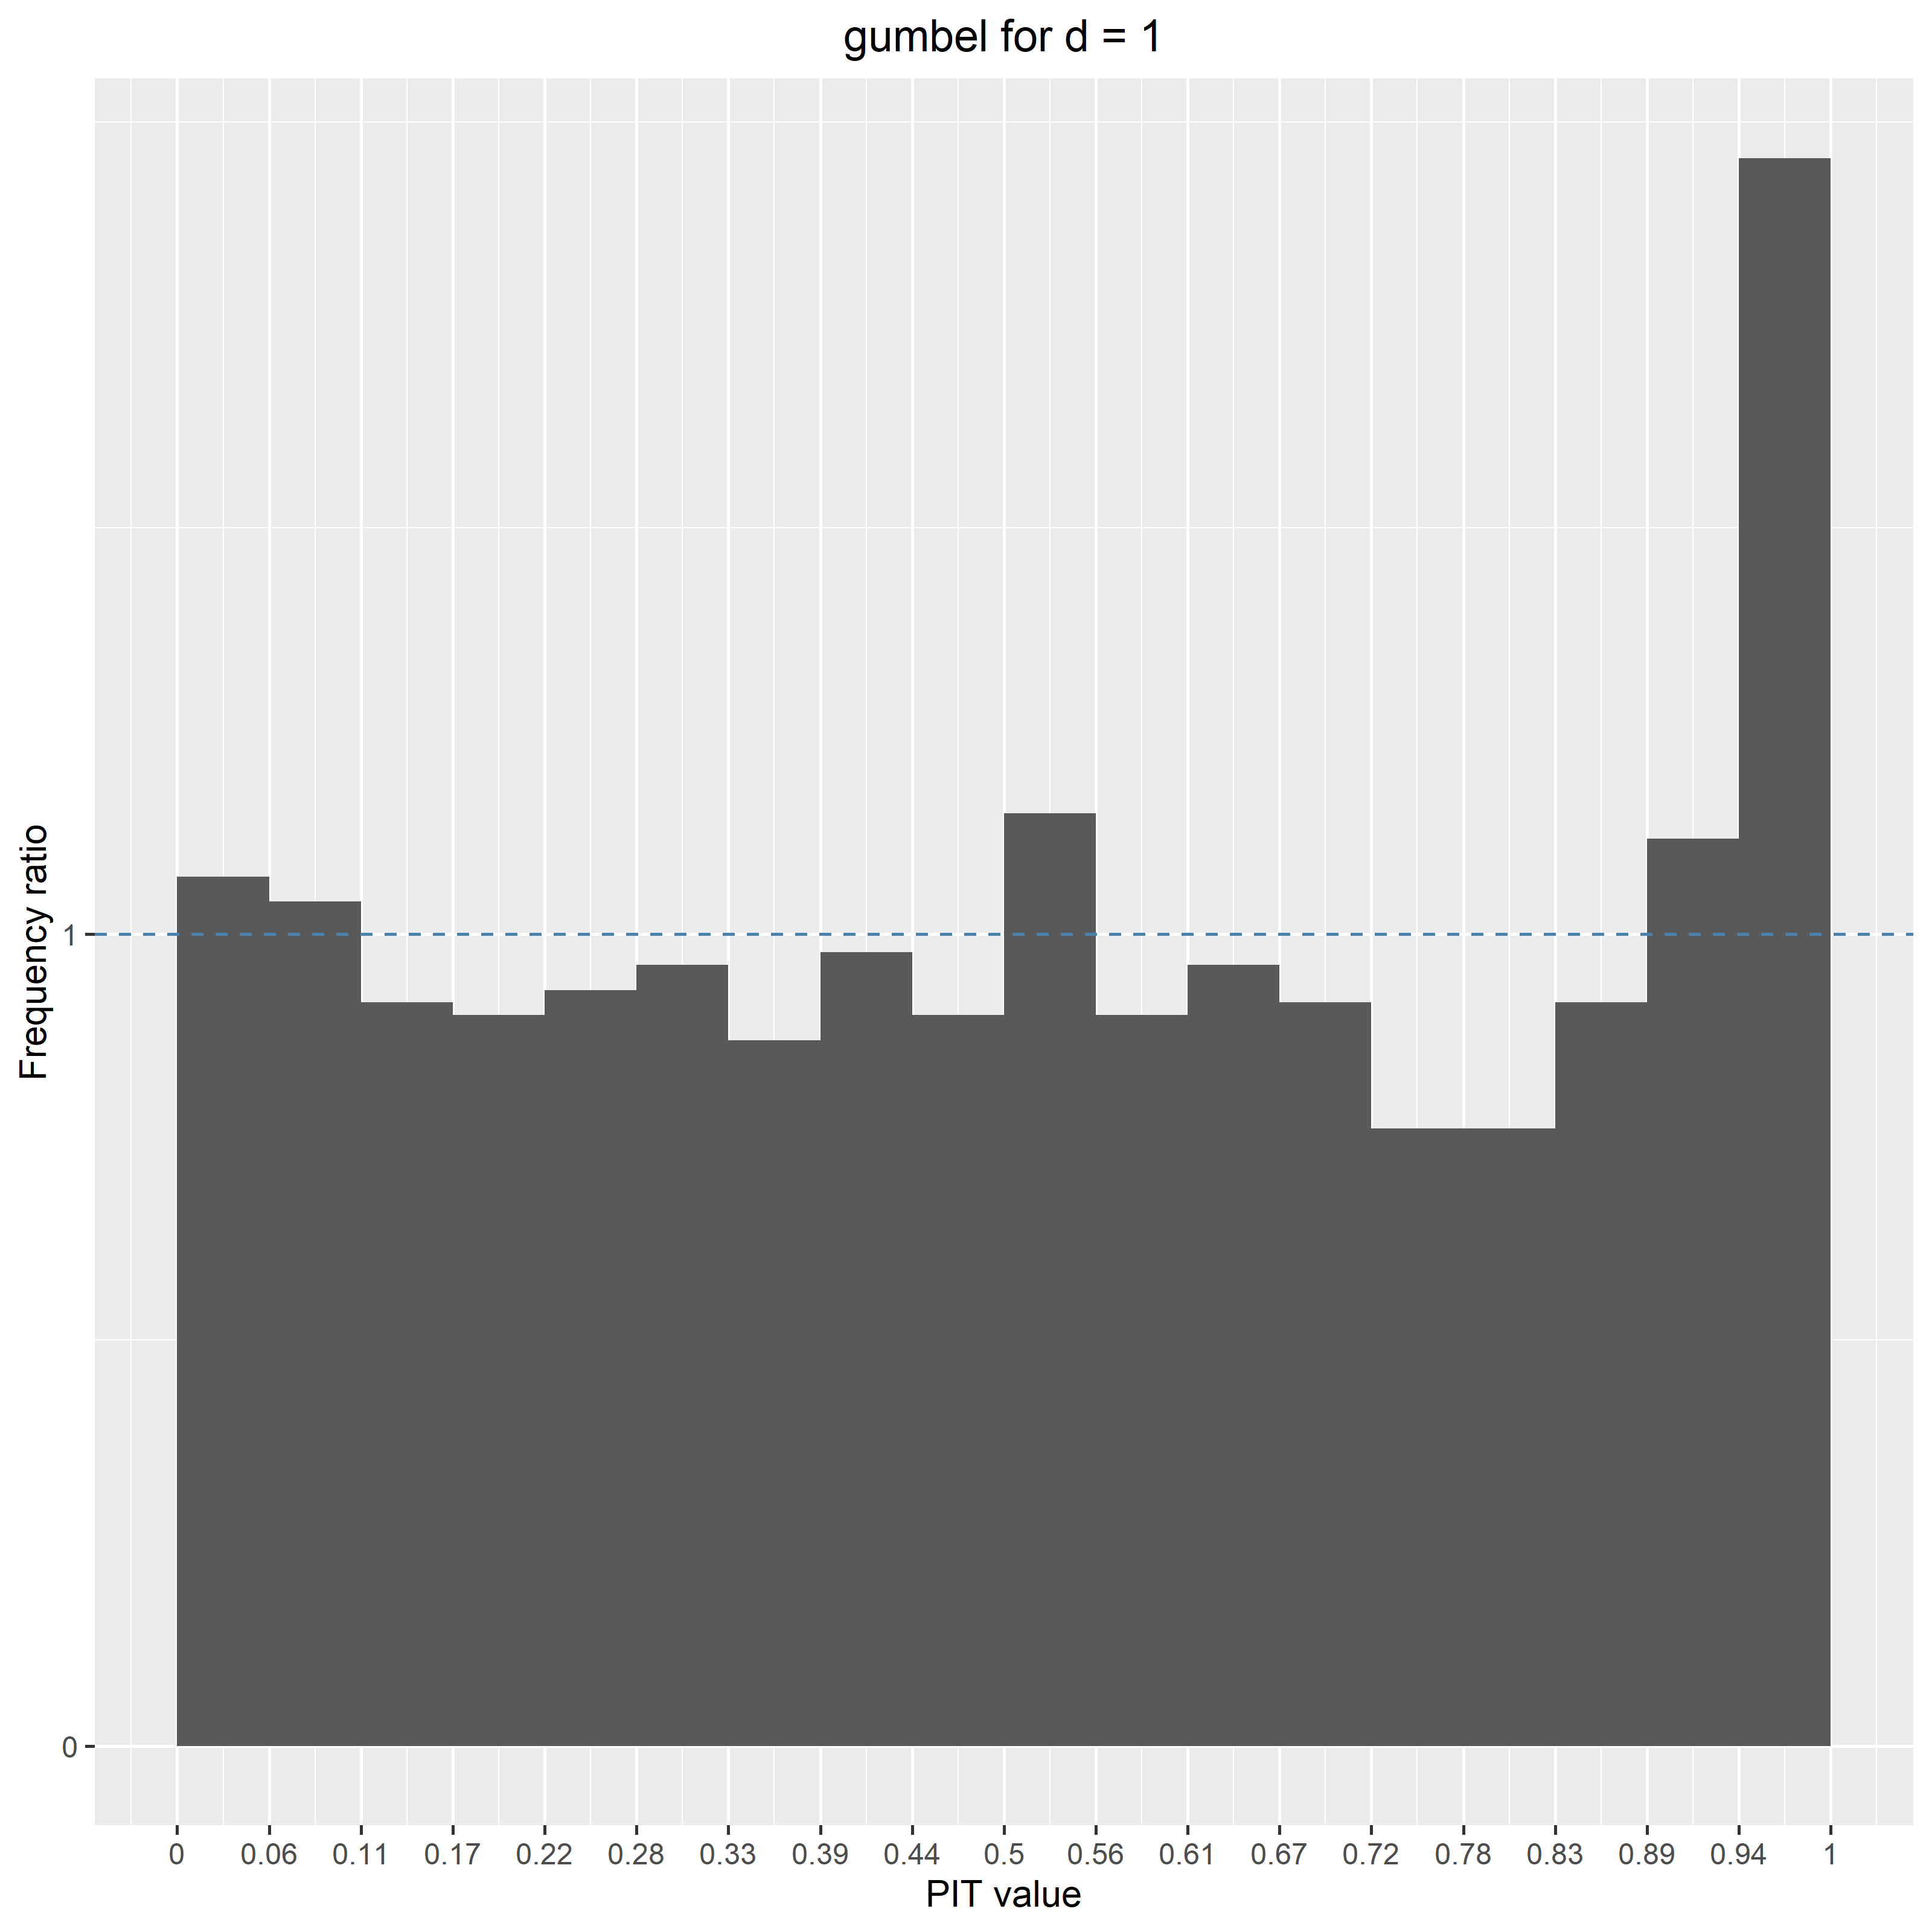 gumbel for d = 1
Frequency ratio
1
0
0 0.06 0.11 0.17 0.22 0.28 0.33 0.39 0.44 0.5 0.56 0.61 0.67 0.72 0.78 0.83 0.89 0.94 1
PIT value